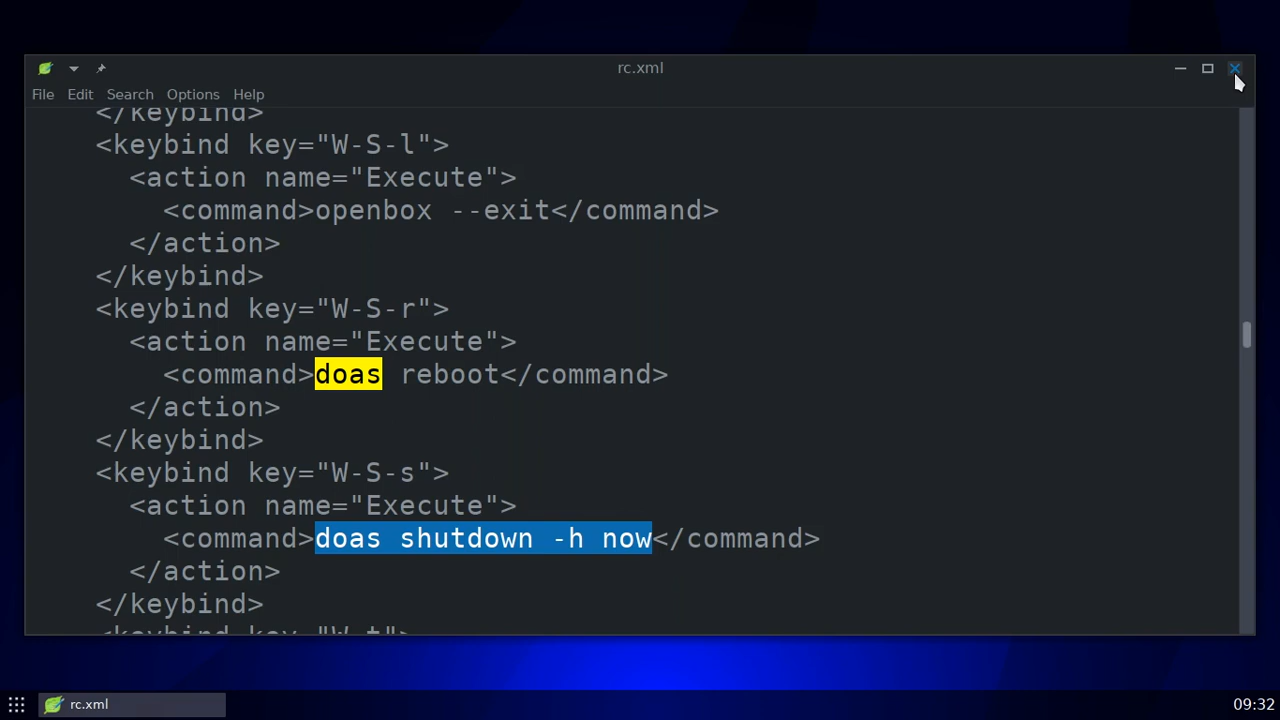 rc.xml
File Edit Search Options Help
</keybind>
<keybind key="W-S-l">
<action name="Execute">
<command>openbox --exit</command>
</action>
</keybind>
<keybind key="W-S-r">
<action name="Execute">
<command>doas reboot</command>
</action>
</keybind>
<keybind key="W-S-s">
<action name="Execute">
<command>doas shutdown -h now</command>
</action>
</keybind>
<keybind key="W-t">
rc.xml
09:32